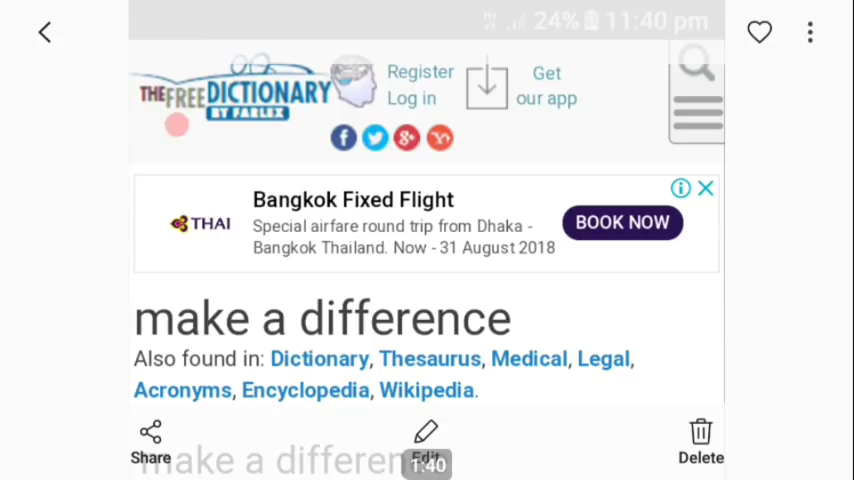 24% 11:40 pm
THE FREE DICTIONARY
BY FARLEX
Register
Log in
Get
our app
Bangkok Fixed Flight
THAI
Special airfare round trip from Dhaka -
Bangkok Thailand. Now - 31 August 2018
BOOK NOW
make a difference
Also found in: Dictionary, Thesaurus, Medical, Legal,
Acronyms, Encyclopedia, Wikipedia.
Share
Edit
Delete
make a differen
1:40